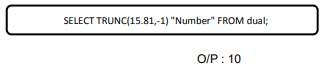 SELECT TRUNC(15.81,-1) "Number" FROM dual;
O/P : 10